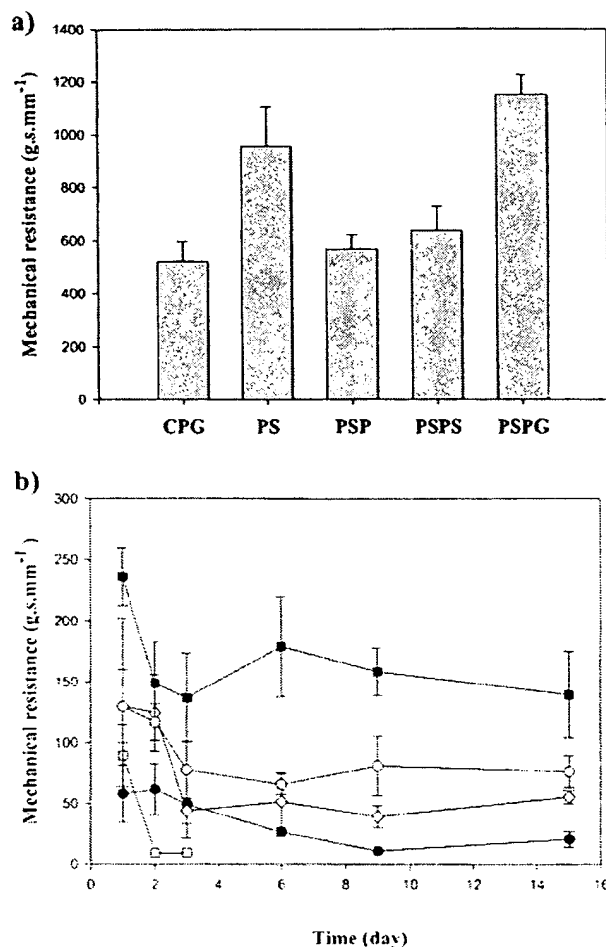 a)
Mechanical resistance (g.s.mm⁻¹)
1400
1200
1000
800
600
400
200
0
CPG PS PSP PSPS PSPG
b)
Mechanical resistance (g.s.mm⁻¹)
300
250
200
150
100
50
0
0 2 4 6 8 10 12 14 16
Time (day)